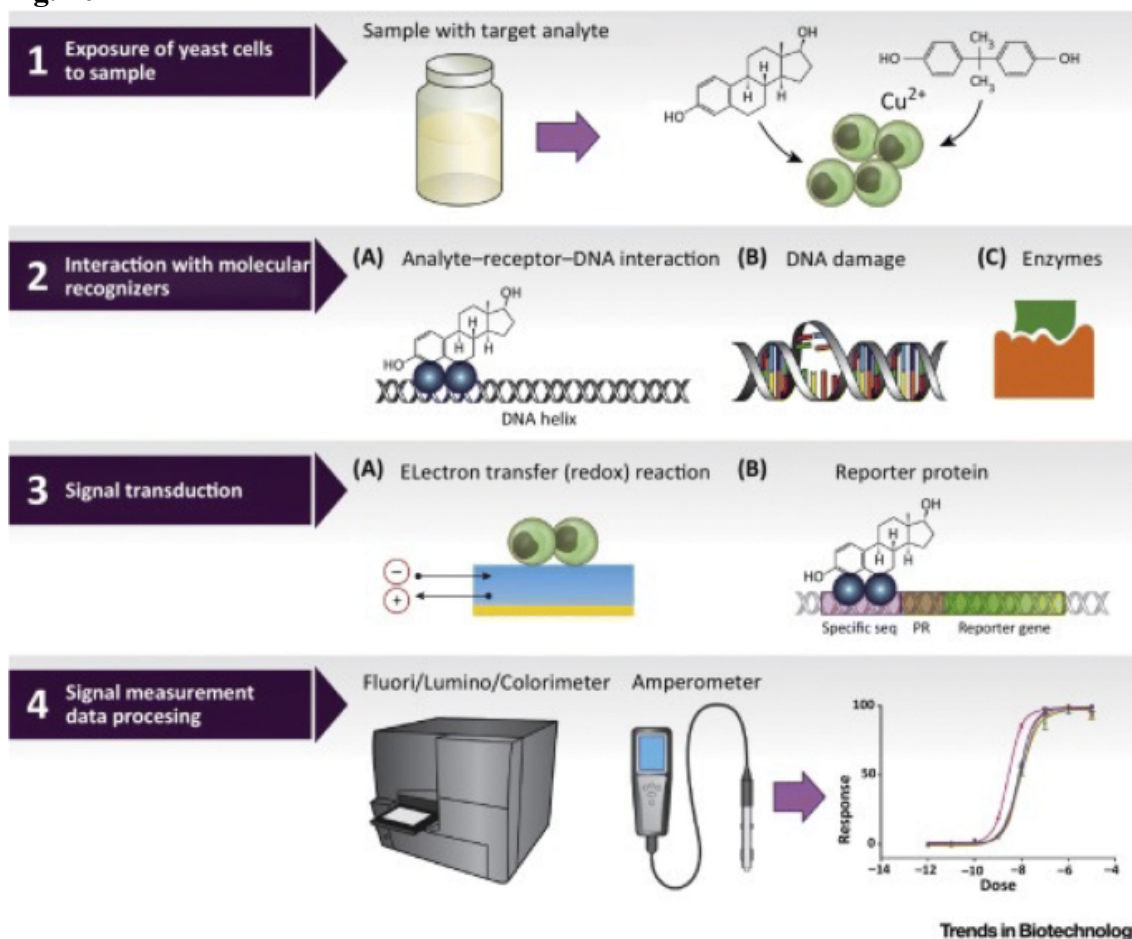 1 Exposure of yeast cells
to sample
Sample with target analyte
OH
H
H
H
HO
HO
CH3
CH3
OH
Cu2+
2 Interaction with molecular
recognizers
(A) Analyte–receptor–DNA interaction
OH
H
H
H
HO
DNA helix
(B) DNA damage
(C) Enzymes
3 Signal transduction
(A) ELectron transfer (redox) reaction
−
+
(B) Reporter protein
OH
H
H
H
HO
Specific seq PR Reporter gene
4 Signal measurement
data procesing
Fluori/Lumino/Colorimeter
Amperometer
100
50
0
Response
−14 −12 −10 −8 −6 −4
Dose
Trends in Biotechnolog